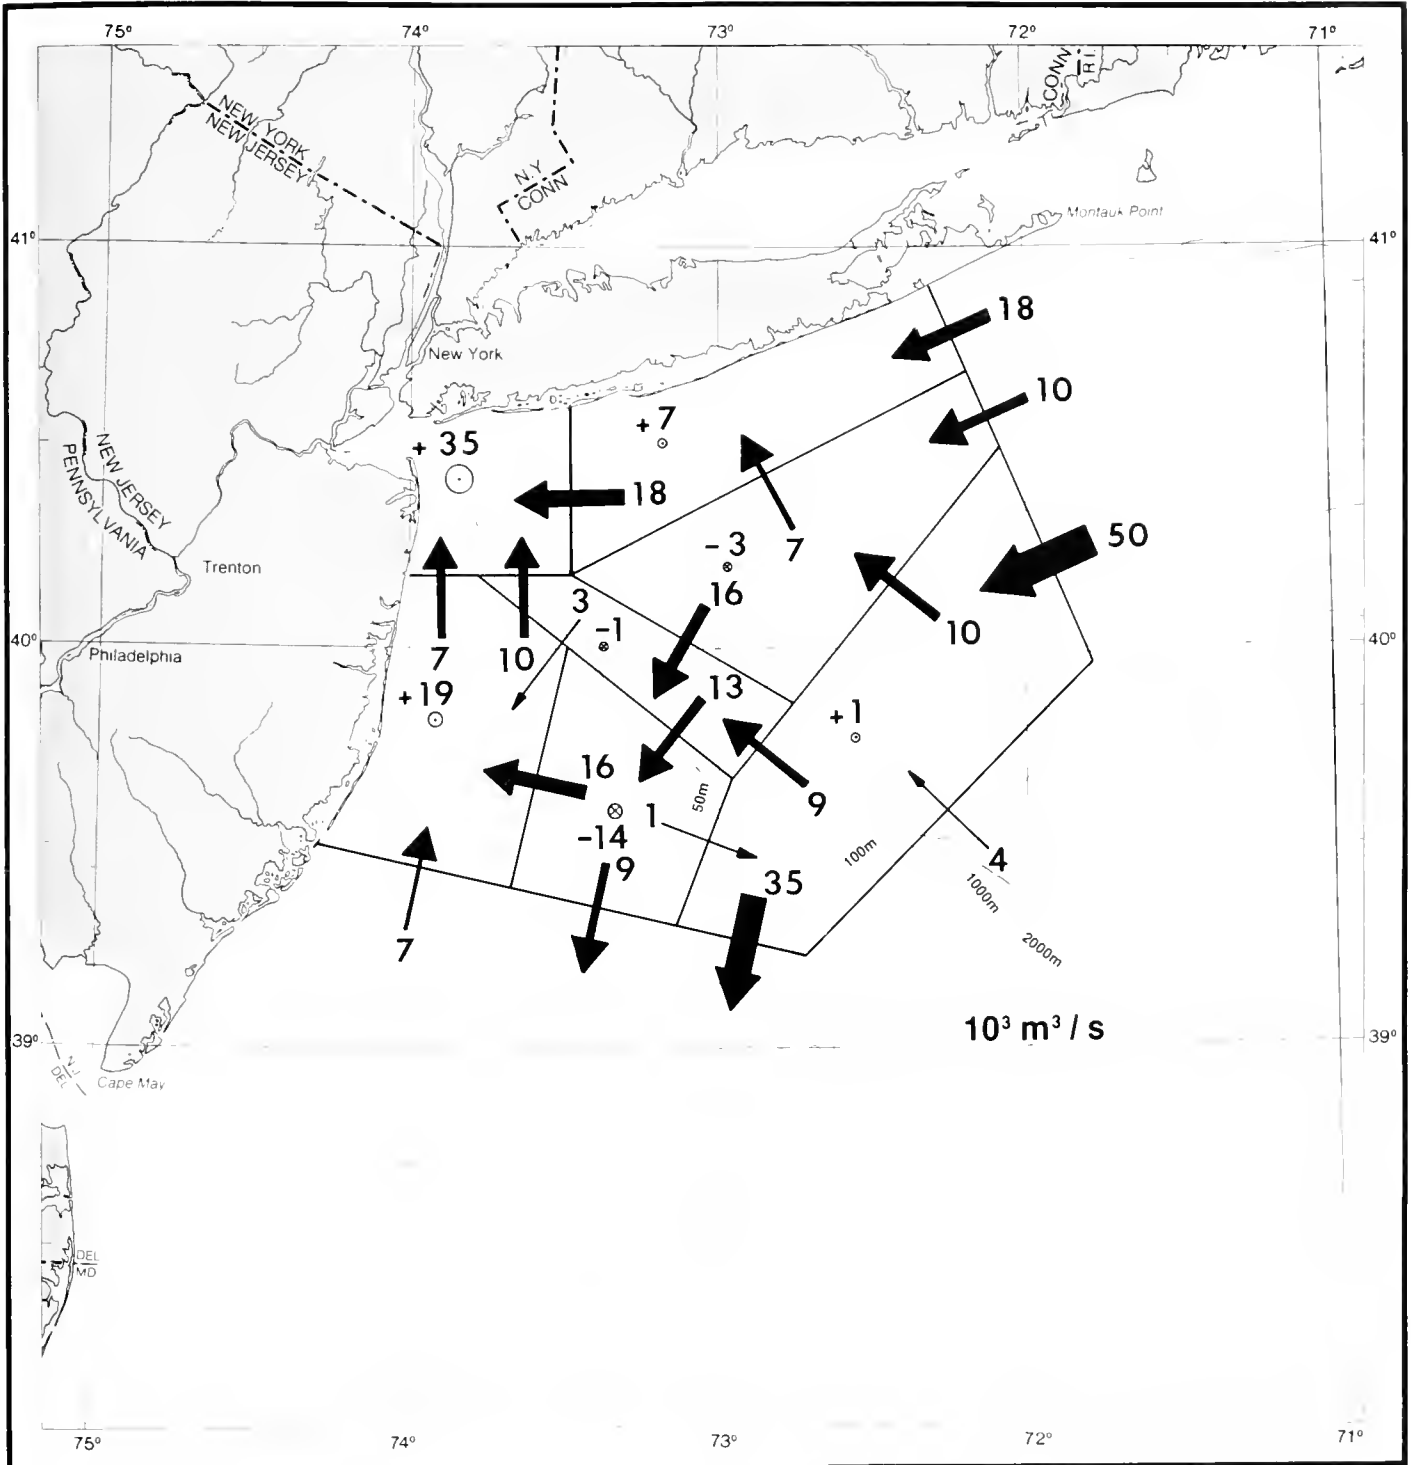 75° 74° 73° 72° 71°
CONN
R.I.
NEW YORK
NEW JERSEY
N.Y
CONN
Montauk Point
41° 41°
18
New York
10
+7
+35
NEW JERSEY
PENNSYLVANIA
18
50
-3
7
Trenton
16
3
10
-1
40° 40°
7
10
Philadelphia
+19
13
+1
16
50m
9
1
-14
4
9
100m
35
1000m
7
2000m
10³ m³ / s
39° 39°
N.J.
DEL
Cape May
DEL
MD
75° 74° 73° 72° 71°